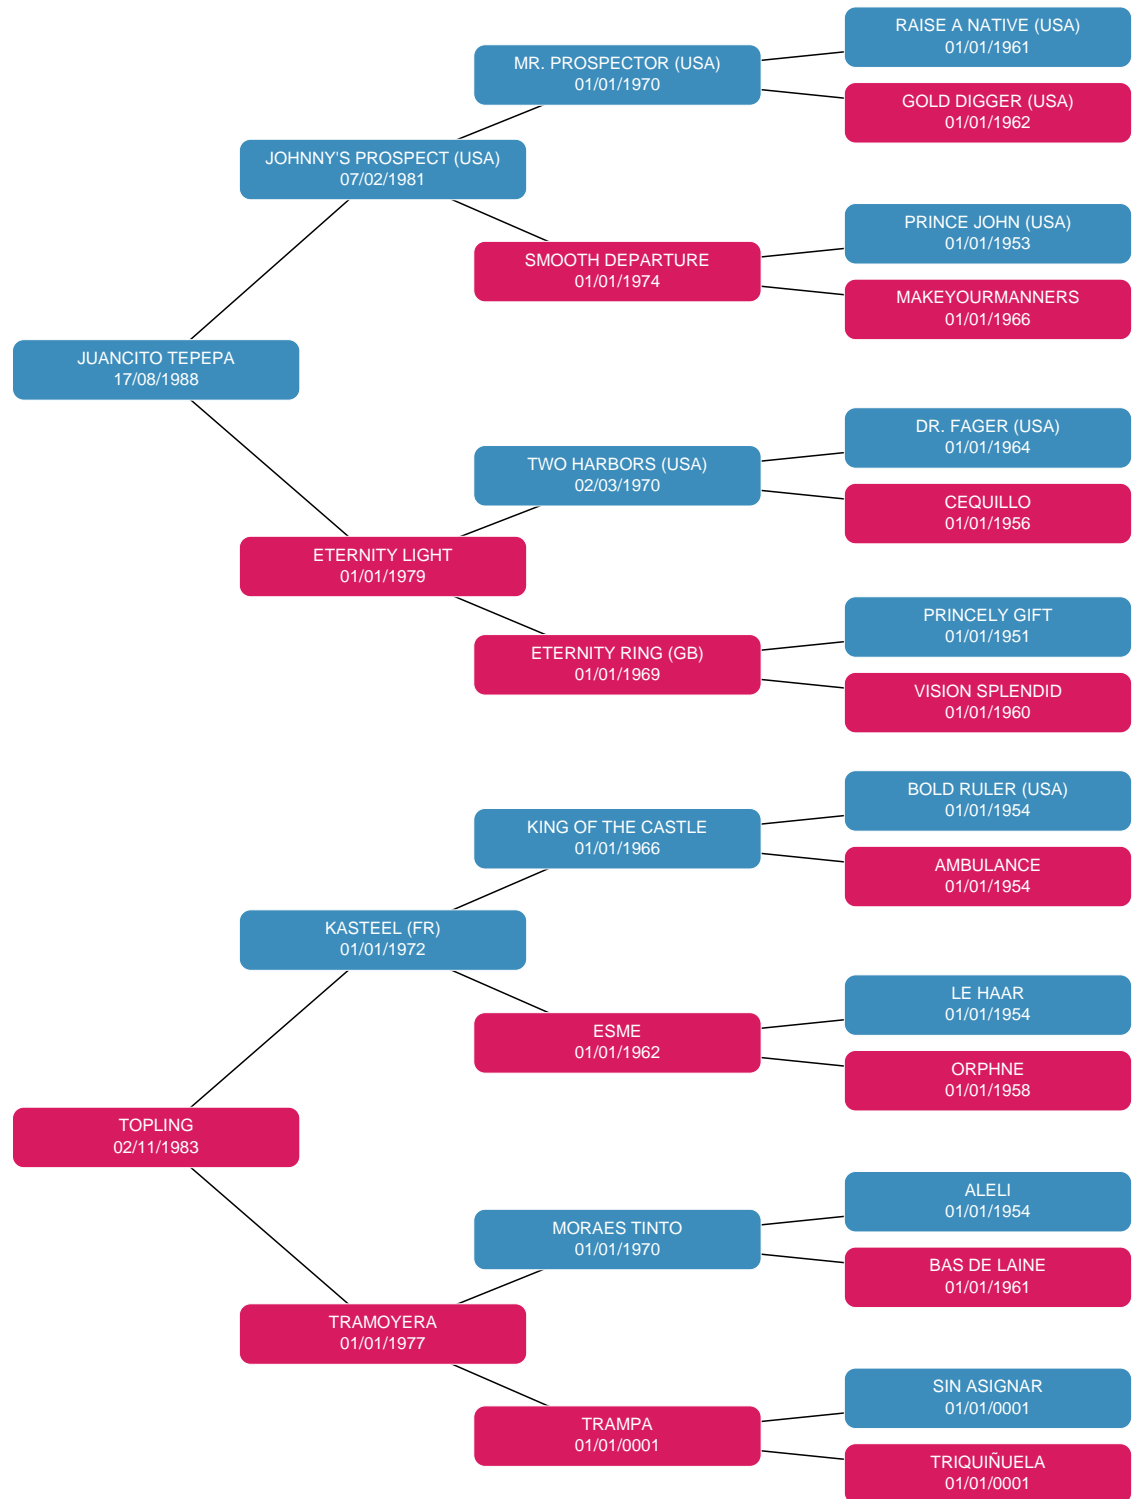 RAISE A NATIVE (USA)
01/01/1961
MR. PROSPECTOR (USA)
01/01/1970
GOLD DIGGER (USA)
01/01/1962
JOHNNY'S PROSPECT (USA)
07/02/1981
PRINCE JOHN (USA)
01/01/1953
SMOOTH DEPARTURE
01/01/1974
MAKEYOURMANNERS
01/01/1966
JUANCITO TEPEPA
17/08/1988
DR. FAGER (USA)
01/01/1964
TWO HARBORS (USA)
02/03/1970
CEQUILLO
01/01/1956
ETERNITY LIGHT
01/01/1979
PRINCELY GIFT
01/01/1951
ETERNITY RING (GB)
01/01/1969
VISION SPLENDID
01/01/1960
BOLD RULER (USA)
01/01/1954
KING OF THE CASTLE
01/01/1966
AMBULANCE
01/01/1954
KASTEEL (FR)
01/01/1972
LE HAAR
01/01/1954
ESME
01/01/1962
ORPHNE
01/01/1958
TOPLING
02/11/1983
ALELI
01/01/1954
MORAES TINTO
01/01/1970
BAS DE LAINE
01/01/1961
TRAMOYERA
01/01/1977
SIN ASIGNAR
01/01/0001
TRAMPA
01/01/0001
TRIQUIÑUELA
01/01/0001